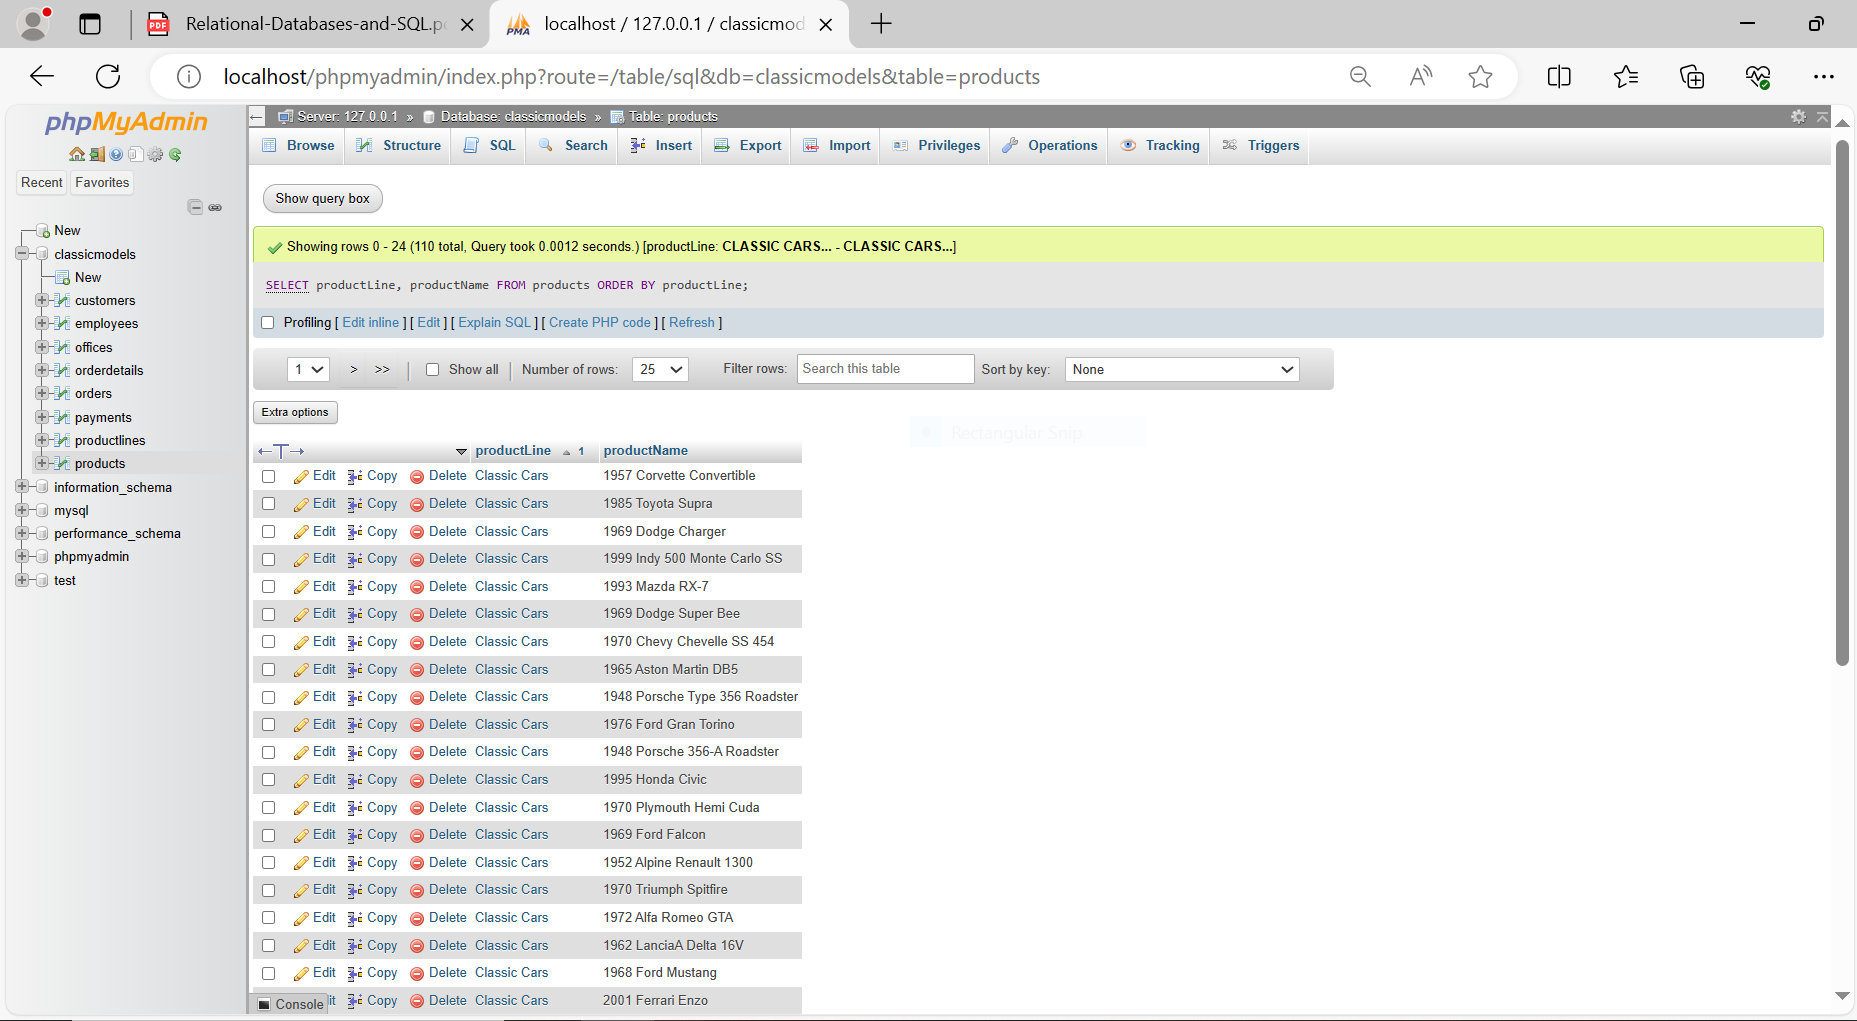 Relational-Databases-and-SQL.p
localhost / 127.0.0.1 / classicmod
localhost/phpmyadmin/index.php?route=/table/sql&db=classicmodels&table=products
phpMyAdmin
Recent Favorites
New
classicmodels
New
customers
employees
offices
orderdetails
orders
payments
productlines
products
information_schema
mysql
performance_schema
phpmyadmin
test
Server: 127.0.0.1 » Database: classicmodels » Table: products
Browse Structure SQL Search Insert Export Import Privileges Operations Tracking Triggers
Show query box
Showing rows 0 - 24 (110 total, Query took 0.0012 seconds.) [productLine: CLASSIC CARS... - CLASSIC CARS...]
SELECT productLine, productName FROM products ORDER BY productLine;
Profiling [ Edit inline ] [ Edit ] [ Explain SQL ] [ Create PHP code ] [ Refresh ]
1 > >> | Show all | Number of rows: 25 Filter rows: Search this table Sort by key: None
Extra options
Rectangular Snip
productLine 1 productName
Edit Copy Delete Classic Cars 1957 Corvette Convertible
Edit Copy Delete Classic Cars 1985 Toyota Supra
Edit Copy Delete Classic Cars 1969 Dodge Charger
Edit Copy Delete Classic Cars 1999 Indy 500 Monte Carlo SS
Edit Copy Delete Classic Cars 1993 Mazda RX-7
Edit Copy Delete Classic Cars 1969 Dodge Super Bee
Edit Copy Delete Classic Cars 1970 Chevy Chevelle SS 454
Edit Copy Delete Classic Cars 1965 Aston Martin DB5
Edit Copy Delete Classic Cars 1948 Porsche Type 356 Roadster
Edit Copy Delete Classic Cars 1976 Ford Gran Torino
Edit Copy Delete Classic Cars 1948 Porsche 356-A Roadster
Edit Copy Delete Classic Cars 1995 Honda Civic
Edit Copy Delete Classic Cars 1970 Plymouth Hemi Cuda
Edit Copy Delete Classic Cars 1969 Ford Falcon
Edit Copy Delete Classic Cars 1952 Alpine Renault 1300
Edit Copy Delete Classic Cars 1970 Triumph Spitfire
Edit Copy Delete Classic Cars 1972 Alfa Romeo GTA
Edit Copy Delete Classic Cars 1962 LanciaA Delta 16V
Edit Copy Delete Classic Cars 1968 Ford Mustang
Console it Copy Delete Classic Cars 2001 Ferrari Enzo